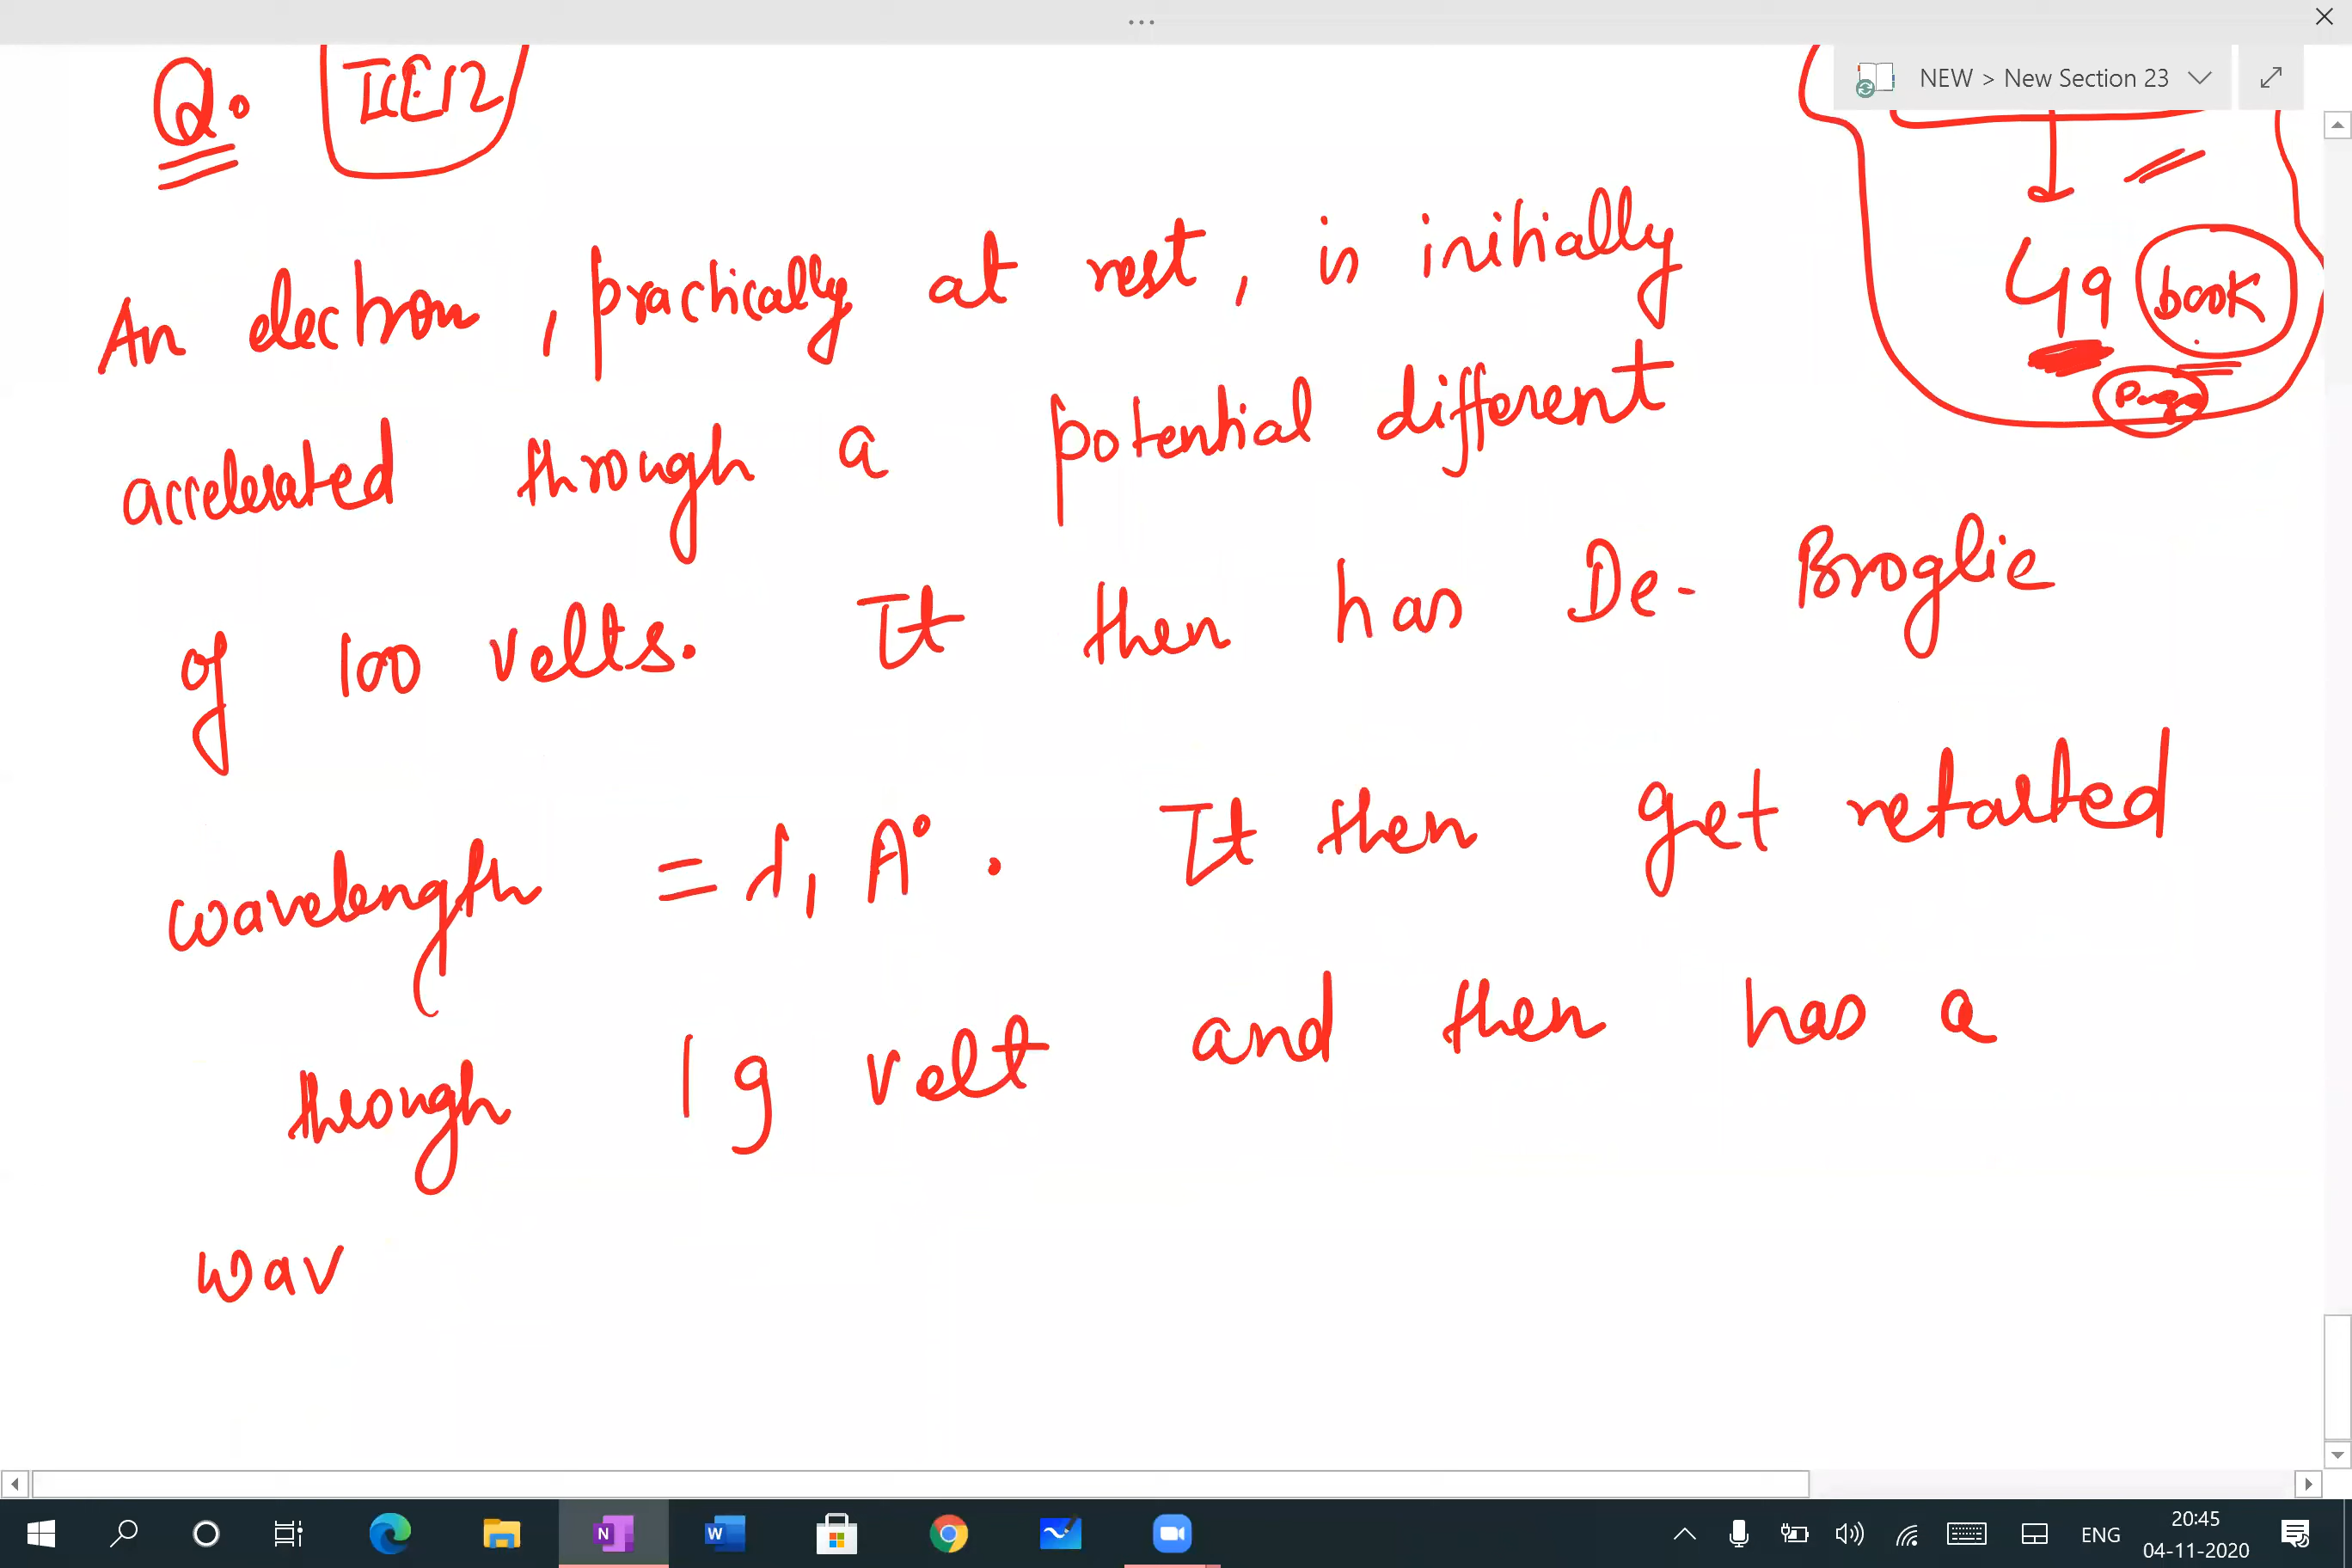 ...
NEW > New Section 23
Q.
An electron, practically at rest, is initially
accelerated through a potential different
of 100 volts. It then has De- Broglie
wavelength = λ₁ A°. It then get retarted
through 19 volt and then has a
wav
49 book
Page
ENG
20:45
04-11-2020